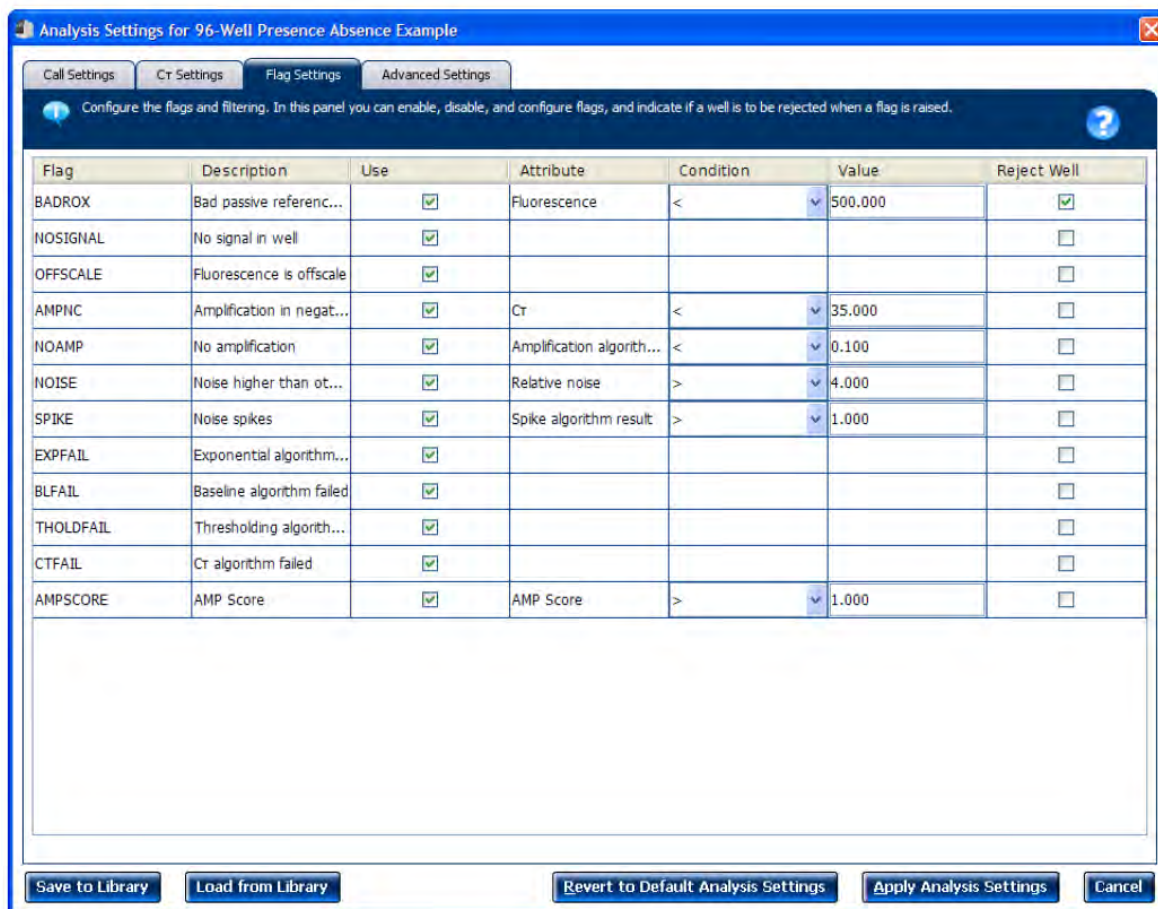 Analysis Settings for 96-Well Presence Absence Example
Call Settings Cᴛ Settings Flag Settings Advanced Settings
Configure the flags and filtering. In this panel you can enable, disable, and configure flags, and indicate if a well is to be rejected when a flag is raised.
Flag Description Use Attribute Condition Value Reject Well
BADROX Bad passive referenc... Fluorescence < 500.000
NOSIGNAL No signal in well
OFFSCALE Fluorescence is offscale
AMPNC Amplification in negat... Cᴛ < 35.000
NOAMP No amplification Amplification algorith... < 0.100
NOISE Noise higher than ot... Relative noise > 4.000
SPIKE Noise spikes Spike algorithm result > 1.000
EXPFAIL Exponential algorithm...
BLFAIL Baseline algorithm failed
THOLDFAIL Thresholding algorith...
CTFAIL Cᴛ algorithm failed
AMPSCORE AMP Score AMP Score > 1.000
Save to Library Load from Library Revert to Default Analysis Settings Apply Analysis Settings Cancel